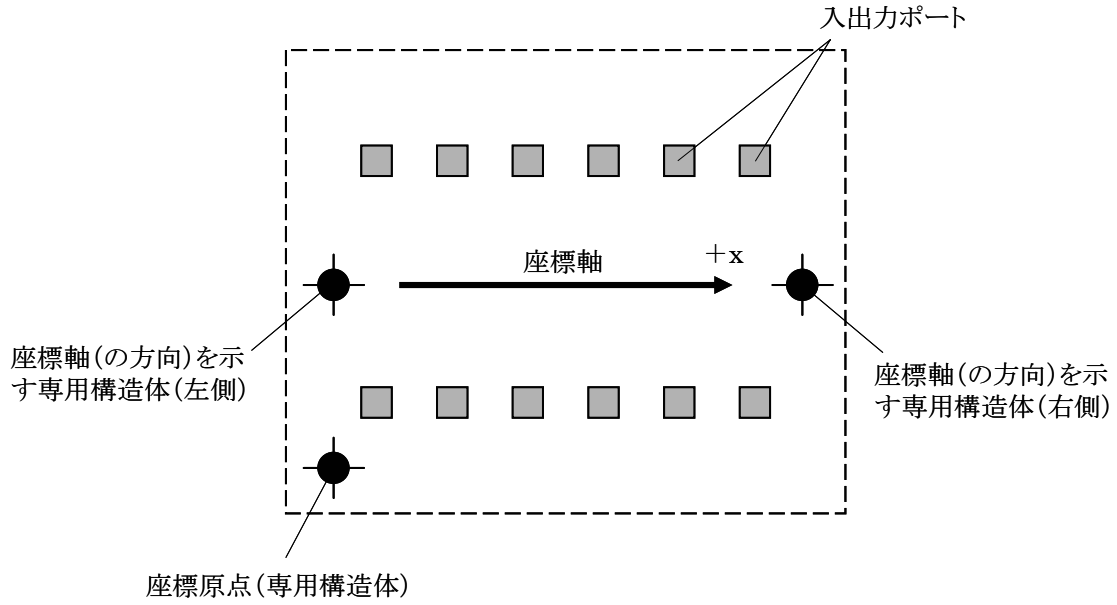 入出力ポート
座標軸
＋x
座標軸（の方向）を示
す専用構造体（左側）
座標軸（の方向）を示
す専用構造体（右側）
座標原点（専用構造体）